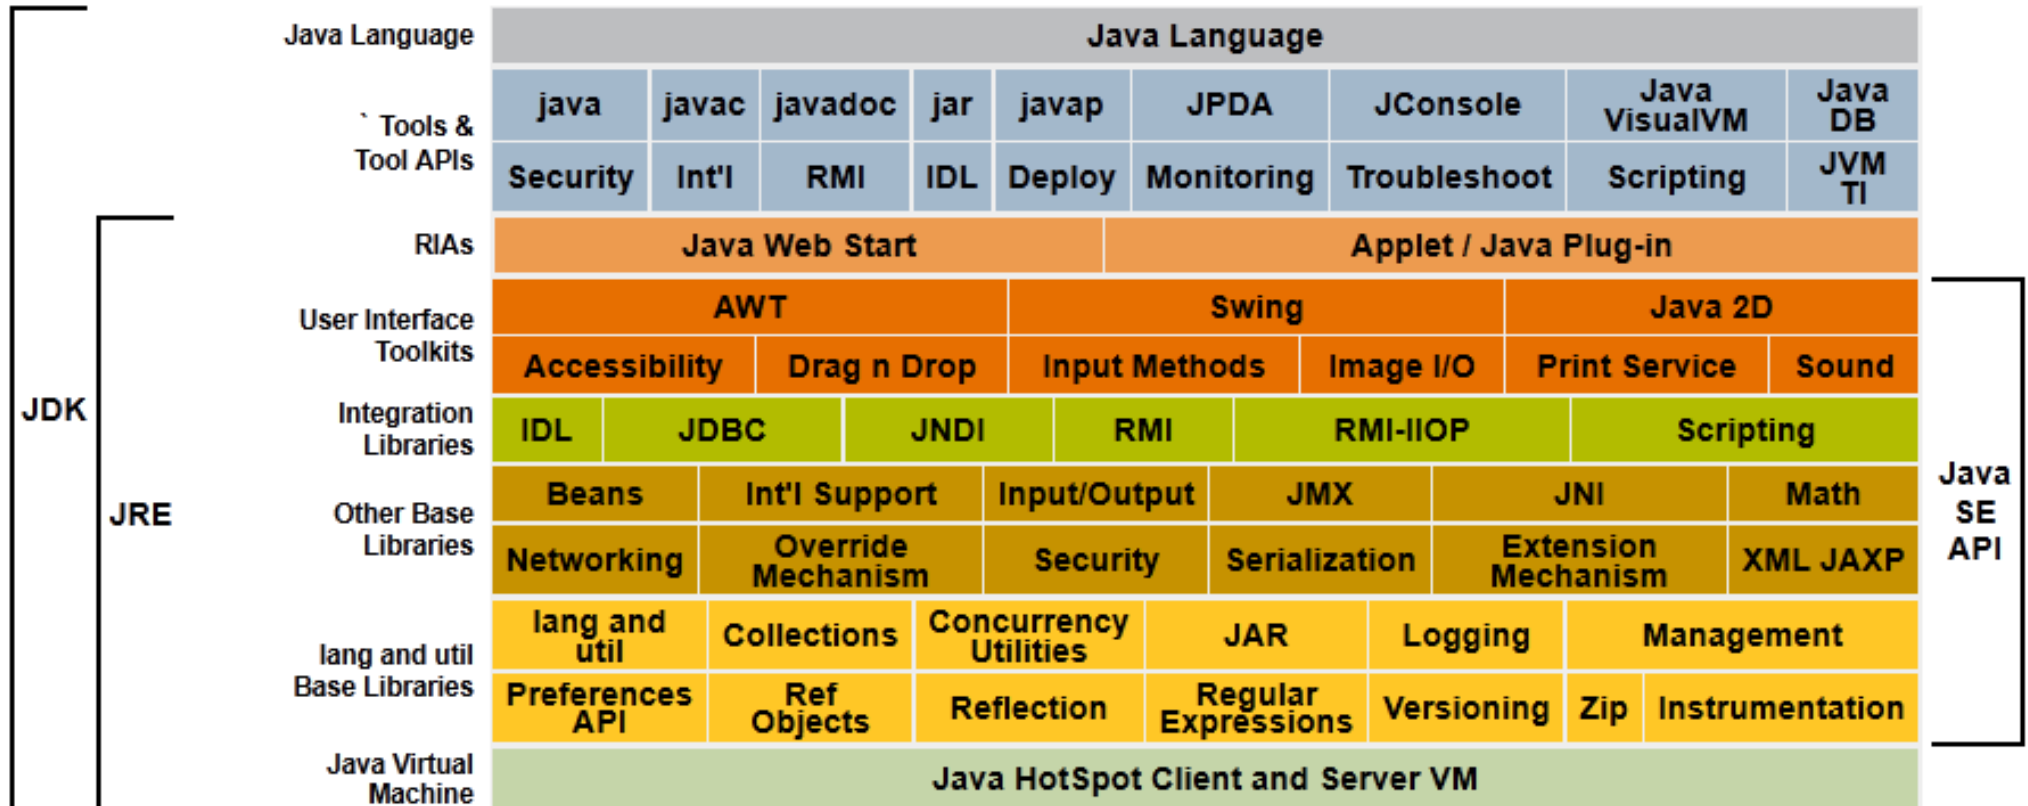 Java Language
Java Language
` Tools &
Tool APIs
java javac javadoc jar javap JPDA JConsole Java VisualVM Java DB
Security Int'l RMI IDL Deploy Monitoring Troubleshoot Scripting JVM TI
RIAs
Java Web Start Applet / Java Plug-in
User Interface
Toolkits
AWT Swing Java 2D
Accessibility Drag n Drop Input Methods Image I/O Print Service Sound
Integration
Libraries
IDL JDBC JNDI RMI RMI-IIOP Scripting
JDK
JRE
Other Base
Libraries
Beans Int'l Support Input/Output JMX JNI Math
Networking Override Mechanism Security Serialization Extension Mechanism XML JAXP
Java
SE
API
lang and util
Base Libraries
lang and util Collections Concurrency Utilities JAR Logging Management
Preferences API Ref Objects Reflection Regular Expressions Versioning Zip Instrumentation
Java Virtual
Machine
Java HotSpot Client and Server VM